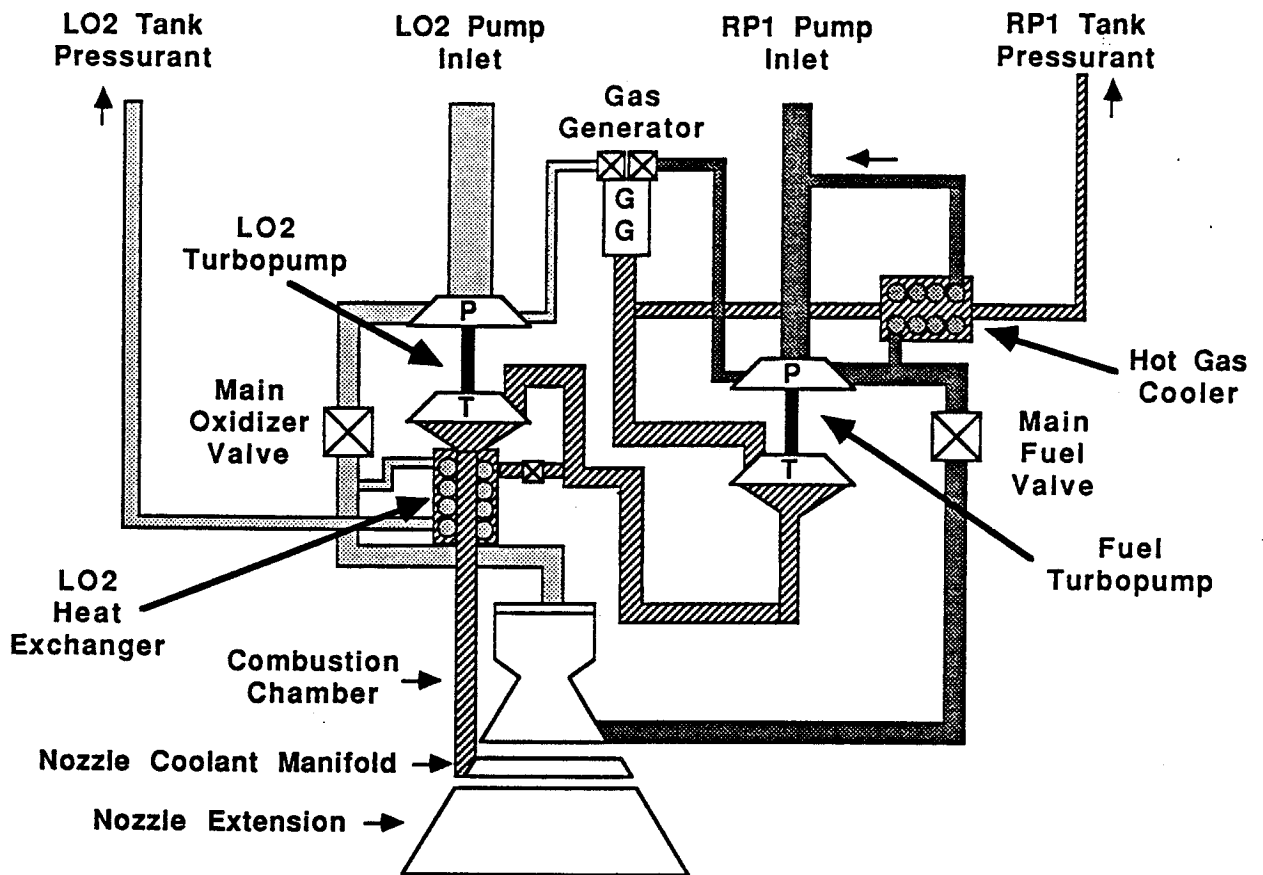 LO2 Tank
Pressurant
LO2 Pump
Inlet
RP1 Pump
Inlet
RP1 Tank
Pressurant
Gas
Generator
G
G
LO2
Turbopump
P
T
P
T
Hot Gas
Cooler
Main
Oxidizer
Valve
Main
Fuel
Valve
Fuel
Turbopump
LO2
Heat
Exchanger
Combustion
Chamber
Nozzle Coolant Manifold
Nozzle Extension